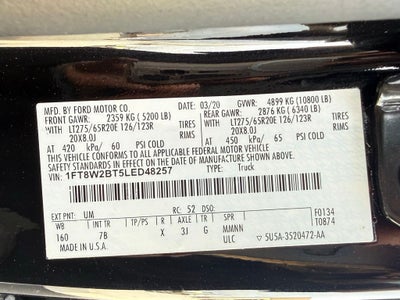 MFD. BY FORD MOTOR CO.
03/20 GVWR: 4899 KG (10800 LB)
FRONT GAWR: 2359 KG ( 5200 LB) REAR GAWR: 2876 KG ( 6340 LB)
WITH LT275/65R20E 126/123R TIRES WITH LT275/65R20E 126/123R TIRES
20X8.0J RIMS 20X8.0J RIMS
AT 420 kPa/ 60 PSI COLD AT 450 kPa/ 65 PSI COLD
THIS VEHICLE CONFORMS TO ALL APPLICABLE FEDERAL MOTOR VEHICLE
SAFETY STANDARDS IN EFFECT ON THE DATE OF MANUFACTURE SHOWN ABOVE.
VIN: 1FT8W2BT5LED48257 TYPE: Truck
EXT PNT: UM RC: 52 DSO: F0134
WB INT TR TP/PS R AXLE TR SPR T0874
160 7B X 3J G MMNN
MADE IN U.S.A. ULC 5U5A-3520472-AA